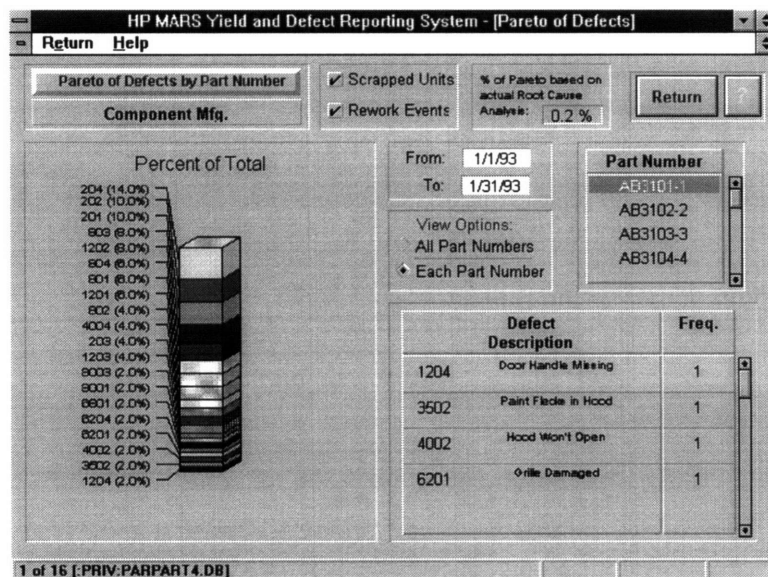 HP MARS Yield and Defect Reporting System - [Pareto of Defects]
Return Help
Pareto of Defects by Part Number
Component Mfq.
Scrapped Units
Rework Events
% of Pareto based on
actual Root Cause
Analysis: 0.2 %
Return
?
Percent of Total
204 (14.0%)
202 (10.0%)
201 (10.0%)
803 (8.0%)
1202 (8.0%)
804 (6.0%)
801 (6.0%)
1201 (6.0%)
802 (4.0%)
4004 (4.0%)
203 (4.0%)
1203 (4.0%)
8003 (2.0%)
8001 (2.0%)
6801 (2.0%)
6204 (2.0%)
6201 (2.0%)
4002 (2.0%)
3502 (2.0%)
1204 (2.0%)
From: 1/1/93
To: 1/31/93
View Options:
All Part Numbers
Each Part Number
Part Number
AB3101-1
AB3102-2
AB3103-3
AB3104-4
Defect
Description
Freq.
1204 Door Handle Missing 1
3502 Paint Flecks in Hood 1
4002 Hood Won't Open 1
6201 Grille Damaged 1
1 of 16 [:PRIV:PARPART4.DB]